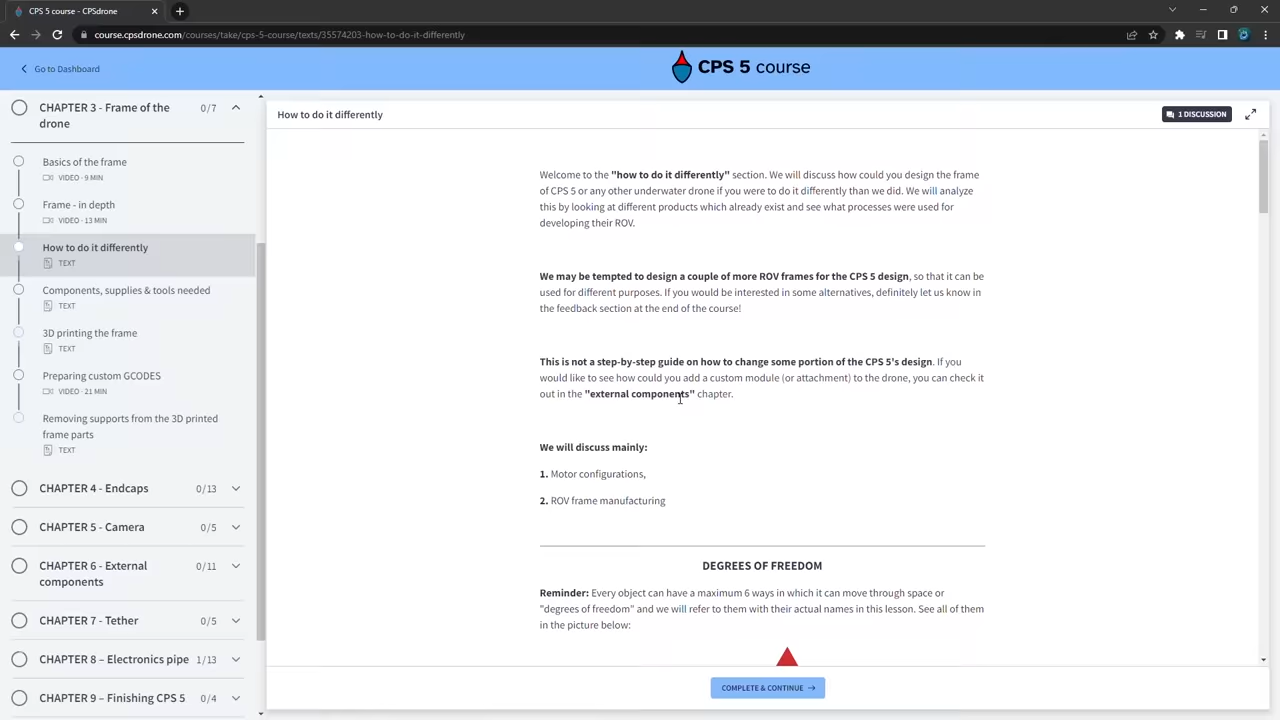 CPS 5 course - CPSdrone
course.cpsdrone.com/courses/take/cps-5-course/texts/35574203-how-to-do-it-differently
Go to Dashboard
CPS 5 course
CHAPTER 3 - Frame of the
drone
0/7
Basics of the frame
VIDEO · 9 MIN
Frame - in depth
VIDEO · 13 MIN
How to do it differently
TEXT
Components, supplies & tools needed
TEXT
3D printing the frame
TEXT
Preparing custom GCODES
VIDEO · 21 MIN
Removing supports from the 3D printed
frame parts
TEXT
CHAPTER 4 - Endcaps 0/13
CHAPTER 5 - Camera 0/5
CHAPTER 6 - External
components
0/11
CHAPTER 7 - Tether 0/5
CHAPTER 8 – Electronics pipe 1/13
CHAPTER 9 – Finishing CPS 5 0/4
How to do it differently
1 DISCUSSION
Welcome to the "how to do it differently" section. We will discuss how could you design the frame
of CPS 5 or any other underwater drone if you were to do it differently than we did. We will analyze
this by looking at different products which already exist and see what processes were used for
developing their ROV.
We may be tempted to design a couple of more ROV frames for the CPS 5 design, so that it can be
used for different purposes. If you would be interested in some alternatives, definitely let us know in
the feedback section at the end of the course!
This is not a step-by-step guide on how to change some portion of the CPS 5's design. If you
would like to see how could you add a custom module (or attachment) to the drone, you can check it
out in the "external components" chapter.
We will discuss mainly:
1. Motor configurations,
2. ROV frame manufacturing
DEGREES OF FREEDOM
Reminder: Every object can have a maximum 6 ways in which it can move through space or
"degrees of freedom" and we will refer to them with their actual names in this lesson. See all of them
in the picture below:
COMPLETE & CONTINUE